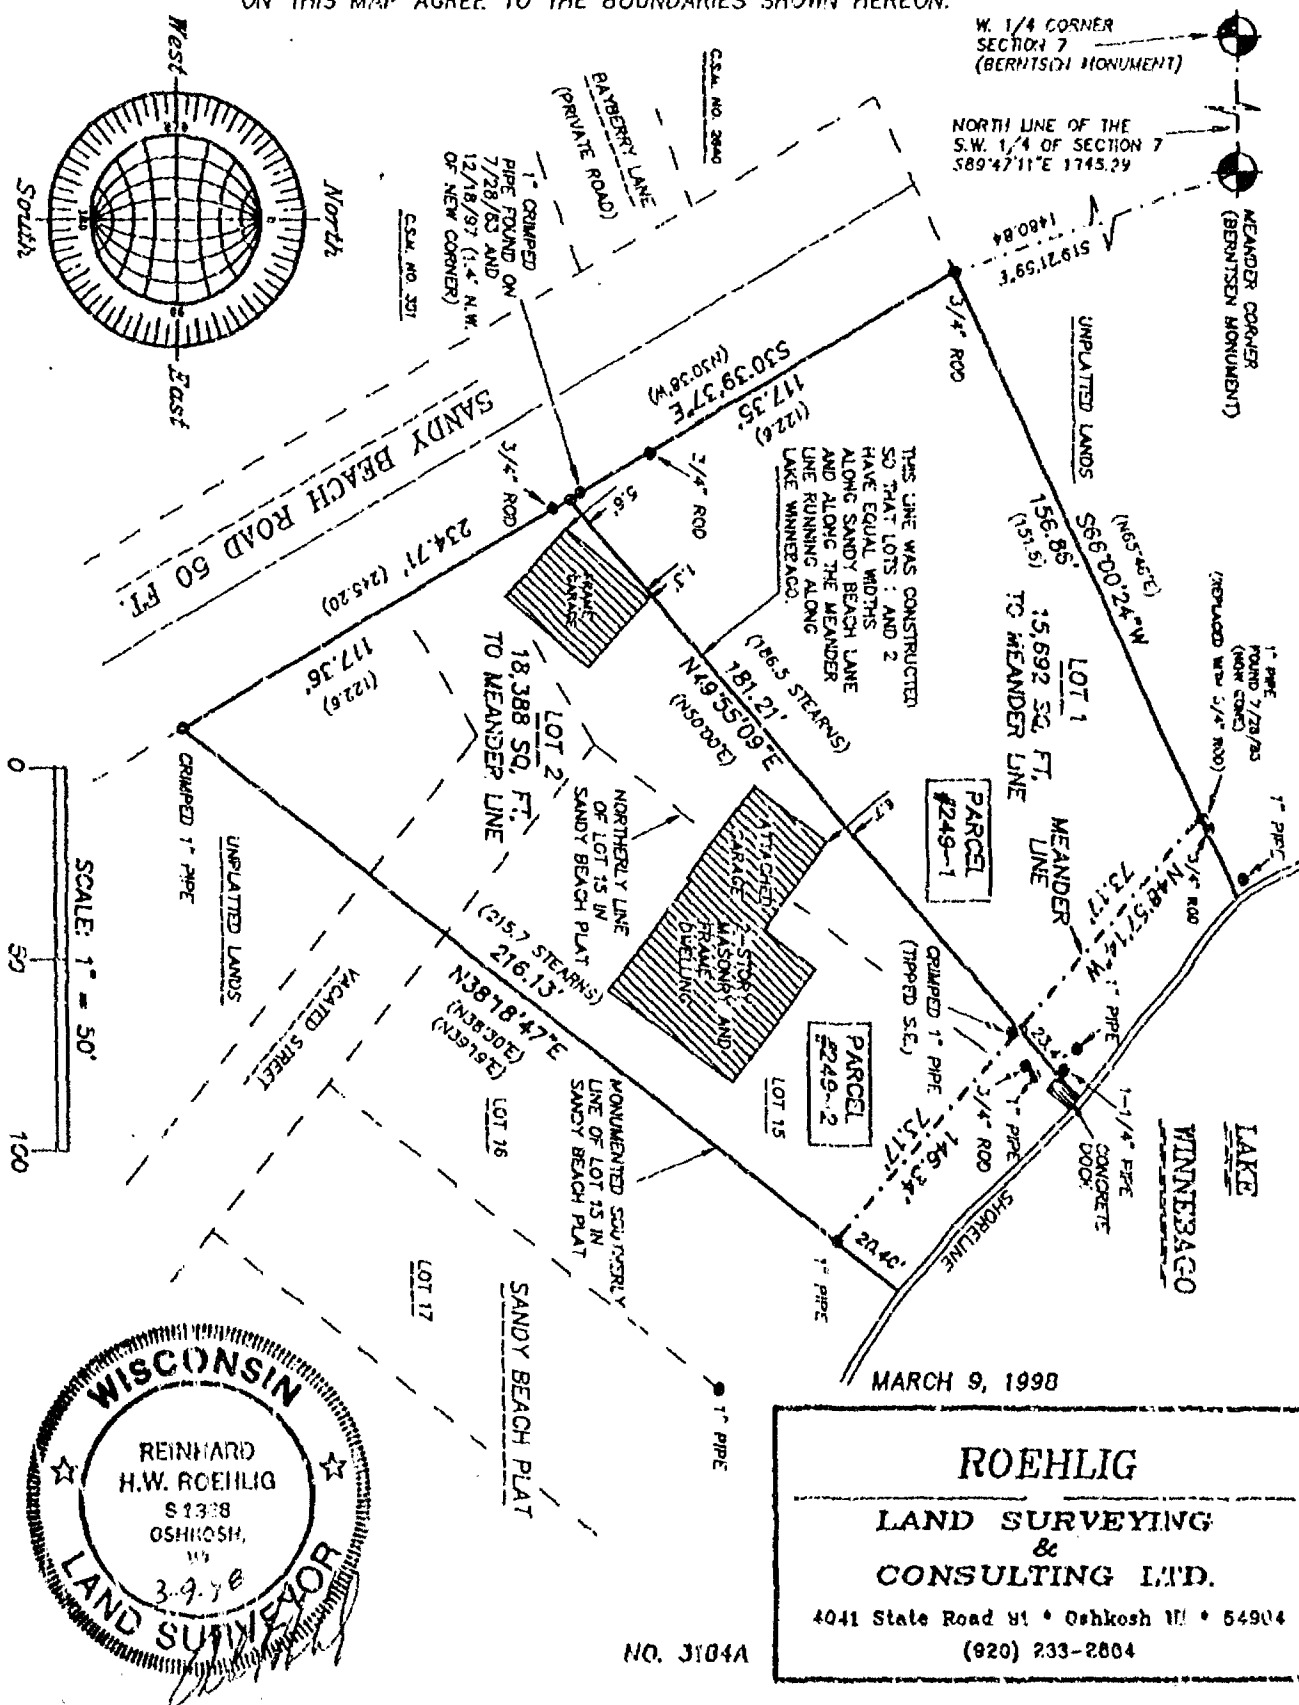 ON THIS MAP AGREE TO THE BOUNDARIES SHOWN HEREON.
W. 1/4 CORNER
SECTION 7
(BERNTSEN MONUMENT)
NORTH LINE OF THE
S.W. 1/4 OF SECTION 7
S89°47'11"E 1745.29
MEANDER CORNER
(BERNTSEN MONUMENT)
1460.84
S19°21'59"E
West
North
South
East
C.S.M. NO. 2840
BAYBERRY LANE
(PRIVATE ROAD)
1" CRIMPED
PIPE FOUND ON
7/28/83 AND
12/18/97 (1.4' N.W.
OF NEW CORNER)
C.S.M. NO. 331
SANDY BEACH ROAD 50 FT.
3/4" ROD
UNPLATTED LANDS
S30°39'37"E
(N30°38'W)
117.35'
(122.6)
3/4" ROD
3/4" ROD
5.6'
1.3'
FRAME
GARAGE
THIS LINE WAS CONSTRUCTED
SO THAT LOTS 1 AND 2
HAVE EQUAL WIDTHS
ALONG SANDY BEACH LANE
AND ALONG THE MEANDER
LINE RUNNING ALONG
LAKE WINNEBAGO.
(N65°46'E)
S66°00'24"W
156.86'
(151.5)
1" PIPE
FOUND 7/28/83
(NOW GONE)
(REPLACED WITH 3/4" ROD)
1" PIPE
3/4" ROD
LOT 1
15,692 SQ. FT.
TO MEANDER LINE
PARCEL
#249-1
MEANDER
LINE
N48°57'14"W
73.17'
(186.5 STEARNS)
181.21'
N49°55'09"E
(N50°00'E)
234.71' (245.20)
117.36'
(122.6)
LOT 2
18,388 SQ. FT.
TO MEANDER LINE
NORTHERLY LINE
OF LOT 15 IN
SANDY BEACH PLAT
ATTACHED
GARAGE
2-STORY
MASONRY AND
FRAME
DWELLING
CRIMPED 1" PIPE
(TIPPED S.E.)
23.4'
1" PIPE
1-1/4" PIPE
CONCRETE
DOCK
1" PIPE
3/4" ROD
LAKE
WINNEBAGO
PARCEL
#249-2
LOT 15
146.34'
73.17'
SHORELINE
20.40'
1" PIPE
CRIMPED 1" PIPE
UNPLATTED LANDS
(215.7 STEARNS)
216.13'
N38°18'47"E
(N38°30'E)
(N39°19'E)
VACATED STREET
LOT 16
MONUMENTED SOUTHERLY
LINE OF LOT 15 IN
SANDY BEACH PLAT
LOT 17
SANDY BEACH PLAT
1" PIPE
0 50 100
SCALE: 1" = 50'
MARCH 9, 1998
WISCONSIN
REINHARD
H.W. ROEHLIG
OSHKOSH,
LAND SURVEYOR
NO. 3184A
ROEHLIG
LAND SURVEYING
&
CONSULTING LTD.
4041 State Road 91 • Oshkosh WI • 54904
(920) 233-2884